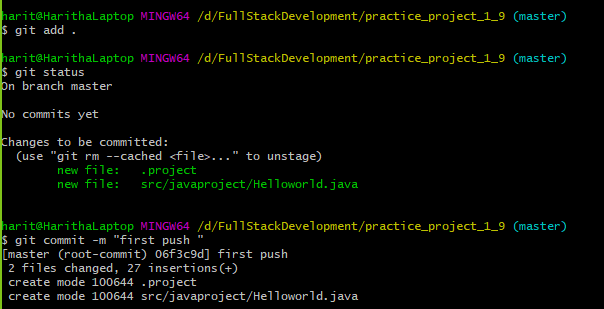 harit@HarithaLaptop MINGW64 /d/FullStackDevelopment/practice_project_1_9 (master)
$ git add .
harit@HarithaLaptop MINGW64 /d/FullStackDevelopment/practice_project_1_9 (master)
$ git status
On branch master
No commits yet
Changes to be committed:
  (use "git rm --cached <file>..." to unstage)
        new file:   .project
        new file:   src/javaproject/Helloworld.java
harit@HarithaLaptop MINGW64 /d/FullStackDevelopment/practice_project_1_9 (master)
$ git commit -m "first push "
[master (root-commit) 06f3c9d] first push
 2 files changed, 27 insertions(+)
 create mode 100644 .project
 create mode 100644 src/javaproject/Helloworld.java